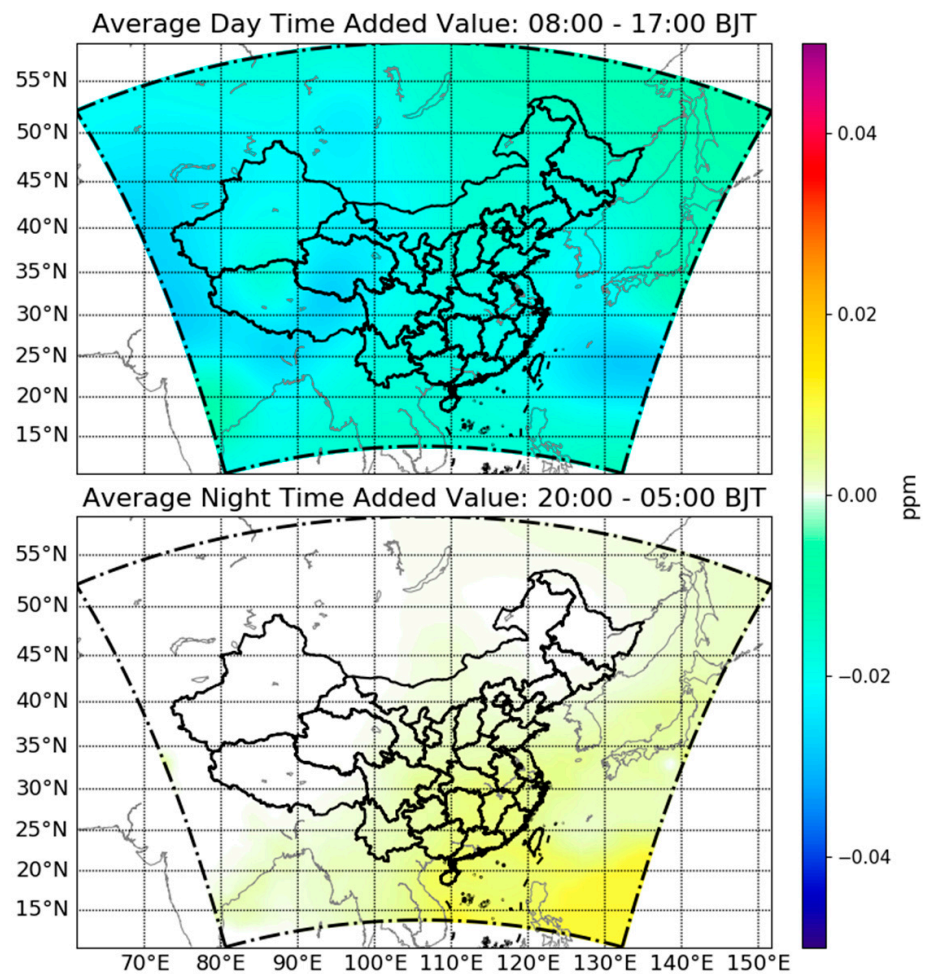 Average Day Time Added Value: 08:00 - 17:00 BJT
55°N
50°N
45°N
40°N
35°N
30°N
25°N
20°N
15°N
Average Night Time Added Value: 20:00 - 05:00 BJT
55°N
50°N
45°N
40°N
35°N
30°N
25°N
20°N
15°N
70°E 80°E 90°E 100°E 110°E 120°E 130°E 140°E 150°E
0.04
0.02
0.00
−0.02
−0.04
ppm